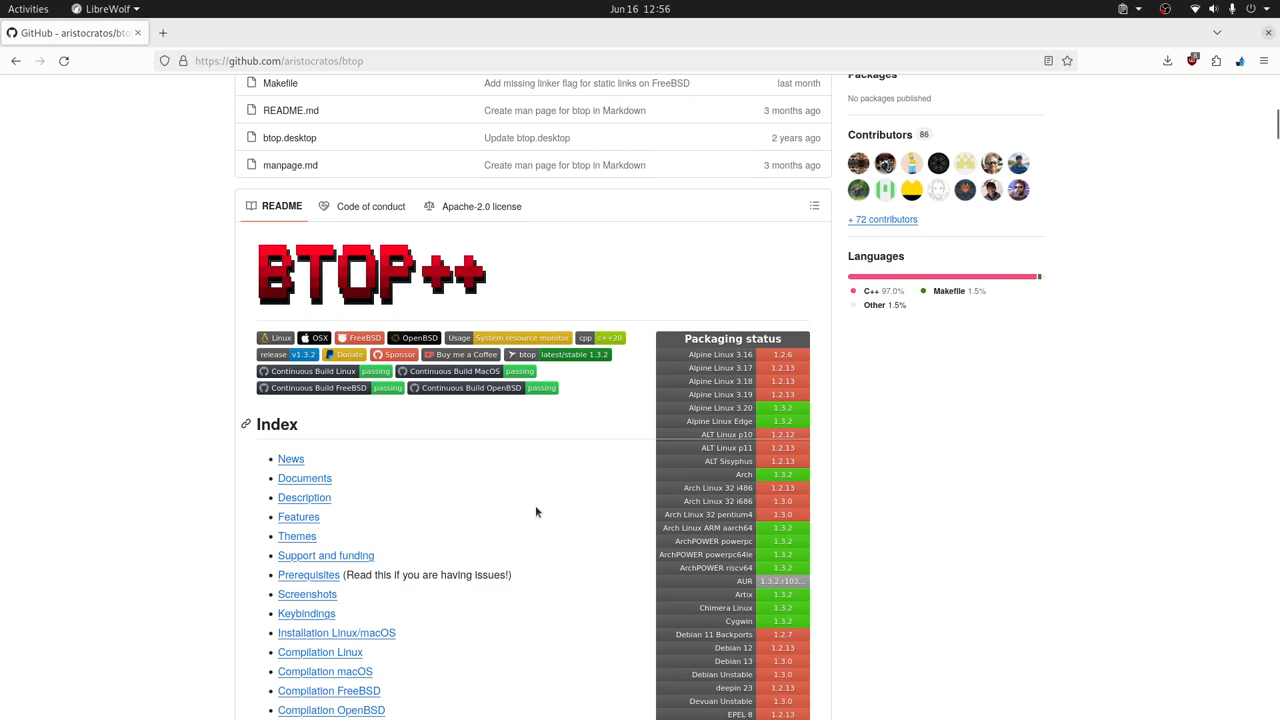 Activities
LibreWolf
Jun 16 12:56
GitHub - aristocratos/bto
https://github.com/aristocratos/btop
8
Makefile
Add missing linker flag for static links on FreeBSD
last month
README.md
Create man page for btop in Markdown
3 months ago
btop.desktop
Update btop.desktop
2 years ago
manpage.md
Create man page for btop in Markdown
3 months ago
README
Code of conduct
Apache-2.0 license
BTOP++
Linux
OSX
FreeBSD
OpenBSD
Usage System resource monitor
cpp c++20
release v1.3.2
Donate
Sponsor
Buy me a Coffee
btop latest/stable 1.3.2
Continuous Build Linux passing
Continuous Build MacOS passing
Continuous Build FreeBSD passing
Continuous Build OpenBSD passing
Index
News
Documents
Description
Features
Themes
Support and funding
Prerequisites (Read this if you are having issues!)
Screenshots
Keybindings
Installation Linux/macOS
Compilation Linux
Compilation macOS
Compilation FreeBSD
Compilation OpenBSD
Packaging status
Alpine Linux 3.16 1.2.6
Alpine Linux 3.17 1.2.13
Alpine Linux 3.18 1.2.13
Alpine Linux 3.19 1.2.13
Alpine Linux 3.20 1.3.2
Alpine Linux Edge 1.3.2
ALT Linux p10 1.2.12
ALT Linux p11 1.2.13
ALT Sisyphus 1.2.13
Arch 1.3.2
Arch Linux 32 i486 1.2.13
Arch Linux 32 i686 1.3.0
Arch Linux 32 pentium4 1.3.0
Arch Linux ARM aarch64 1.3.2
ArchPOWER powerpc 1.3.2
ArchPOWER powerpc64le 1.3.2
ArchPOWER riscv64 1.3.2
AUR 1.3.2.r103...
Artix 1.3.2
Chimera Linux 1.3.2
Cygwin 1.3.2
Debian 11 Backports 1.2.7
Debian 12 1.2.13
Debian 13 1.3.0
Debian Unstable 1.3.0
deepin 23 1.2.13
Devuan Unstable 1.3.0
EPEL 8 1.2.13
Packages
No packages published
Contributors 86
+ 72 contributors
Languages
C++ 97.0%
Makefile 1.5%
Other 1.5%